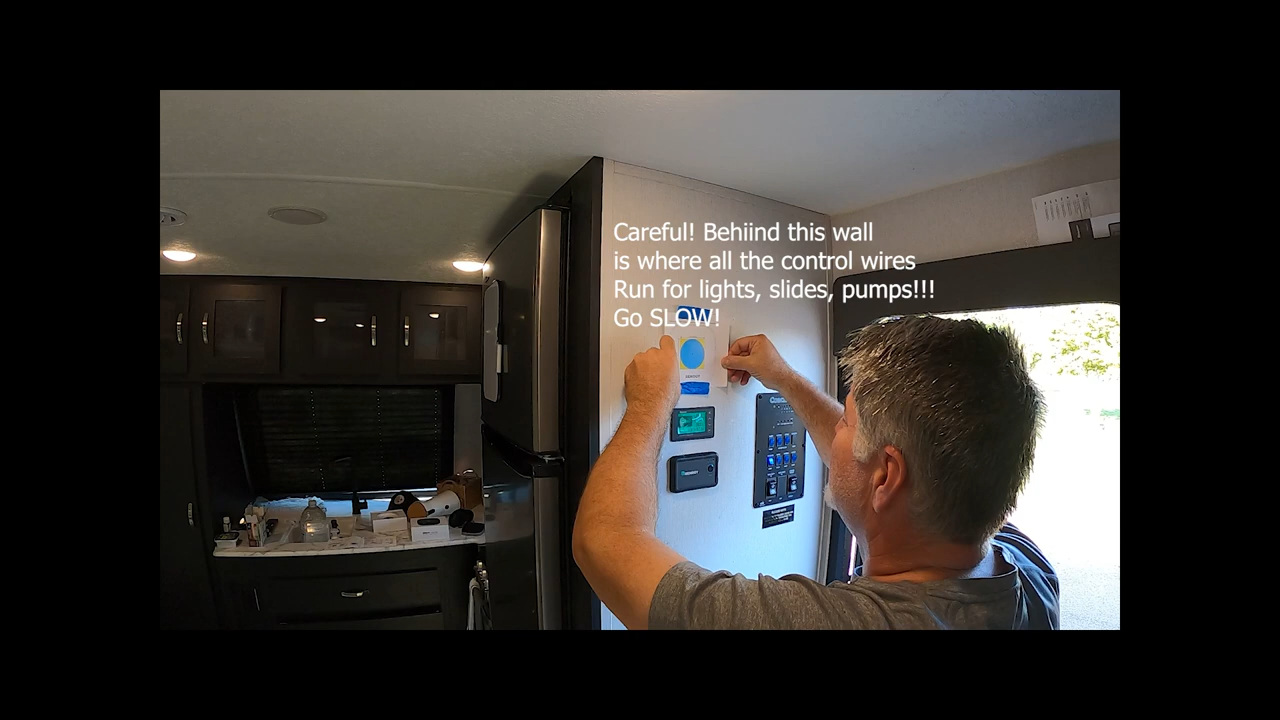 Careful! Behiind this wall
is where all the control wires
Run for lights, slides, pumps!!!
Go SLOW!